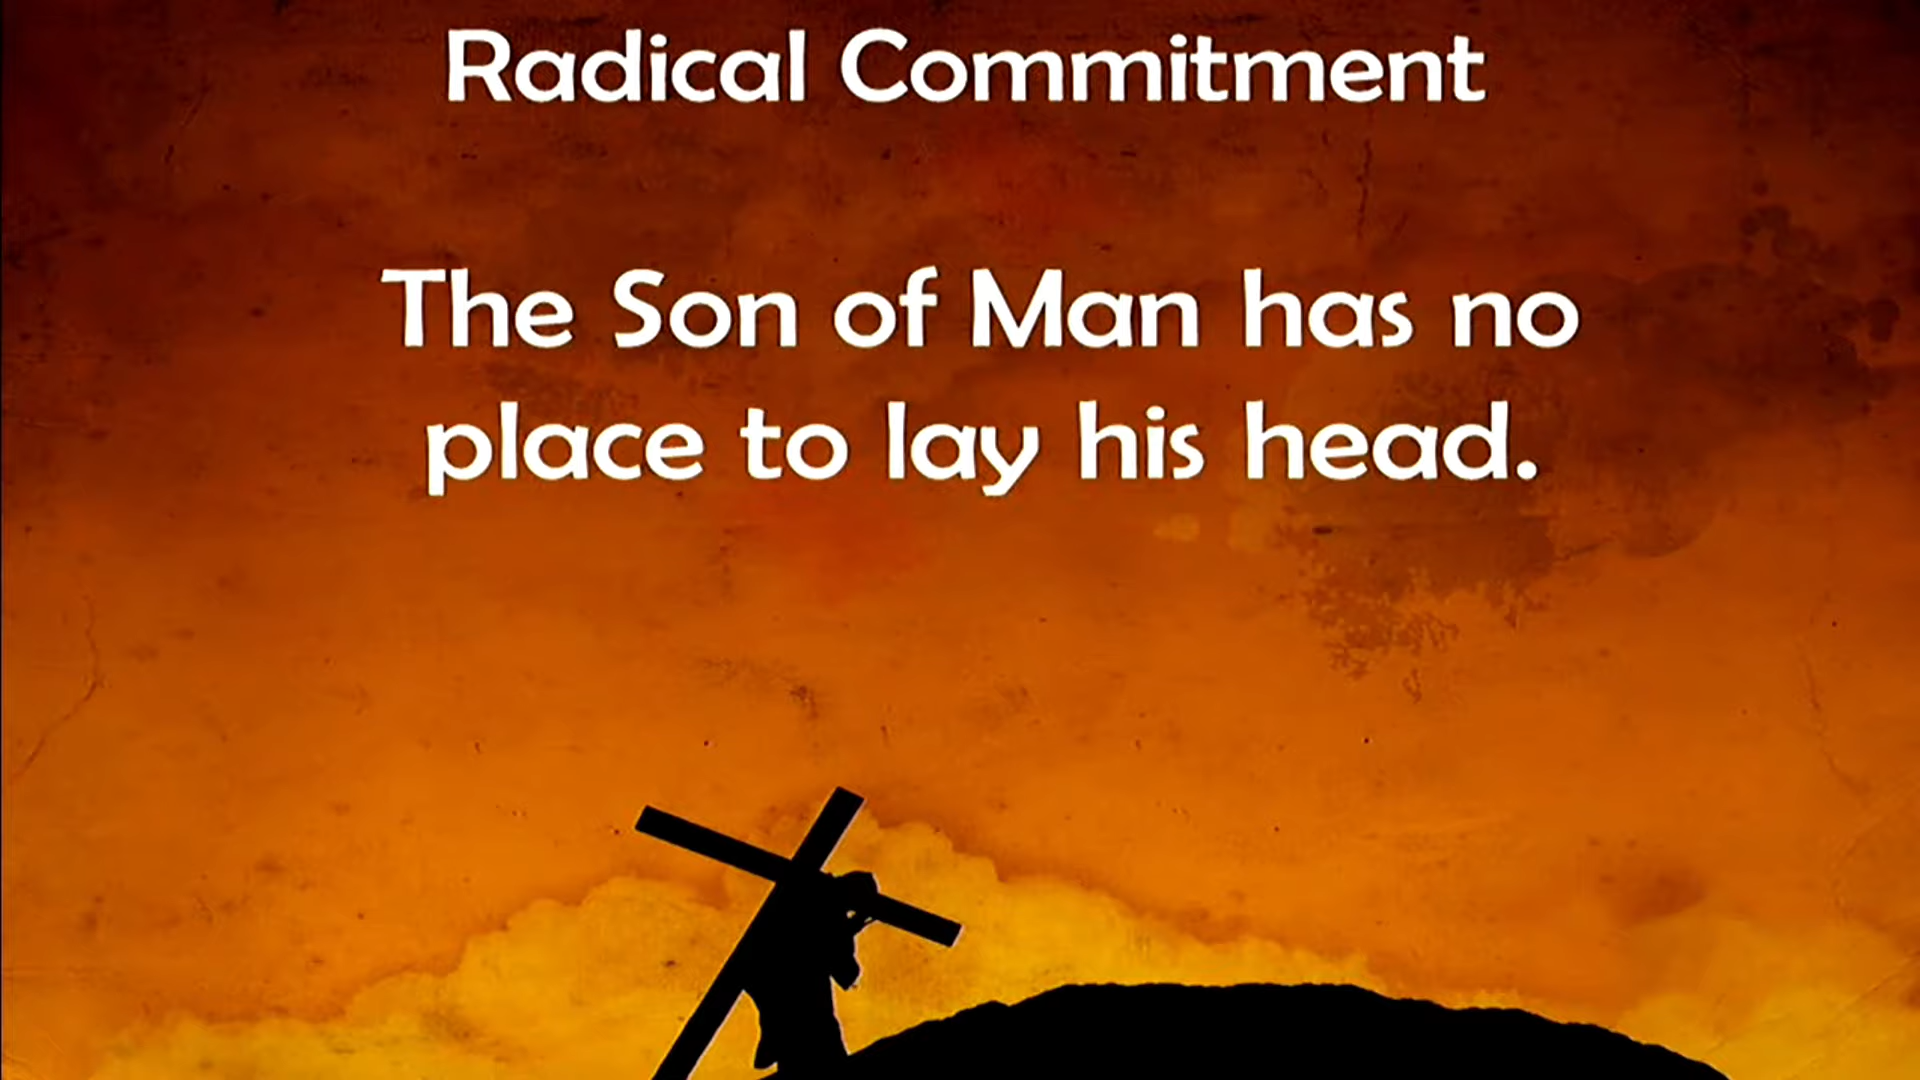 Radical Commitment
The Son of Man has no
place to lay his head.